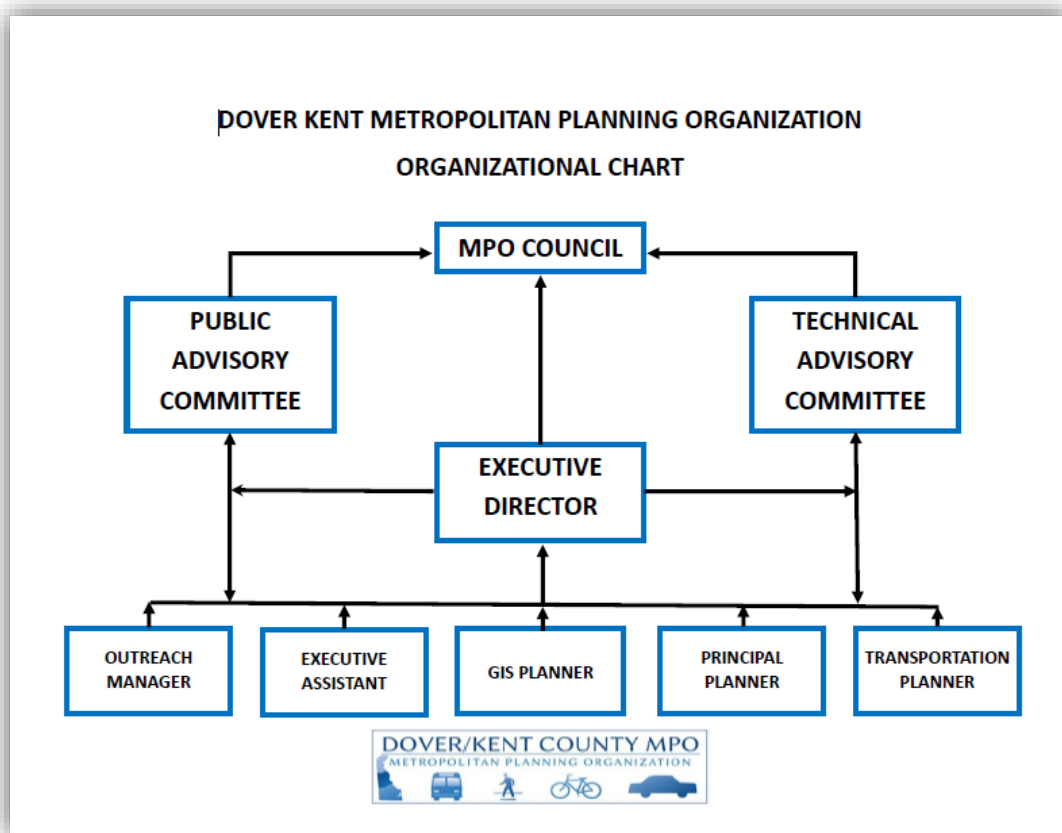 DOVER KENT METROPOLITAN PLANNING ORGANIZATION
ORGANIZATIONAL CHART
MPO COUNCIL
PUBLIC
ADVISORY
COMMITTEE
TECHNICAL
ADVISORY
COMMITTEE
EXECUTIVE
DIRECTOR
OUTREACH
MANAGER
EXECUTIVE
ASSISTANT
GIS PLANNER
PRINCIPAL
PLANNER
TRANSPORTATION
PLANNER
DOVER/KENT COUNTY MPO
METROPOLITAN PLANNING ORGANIZATION